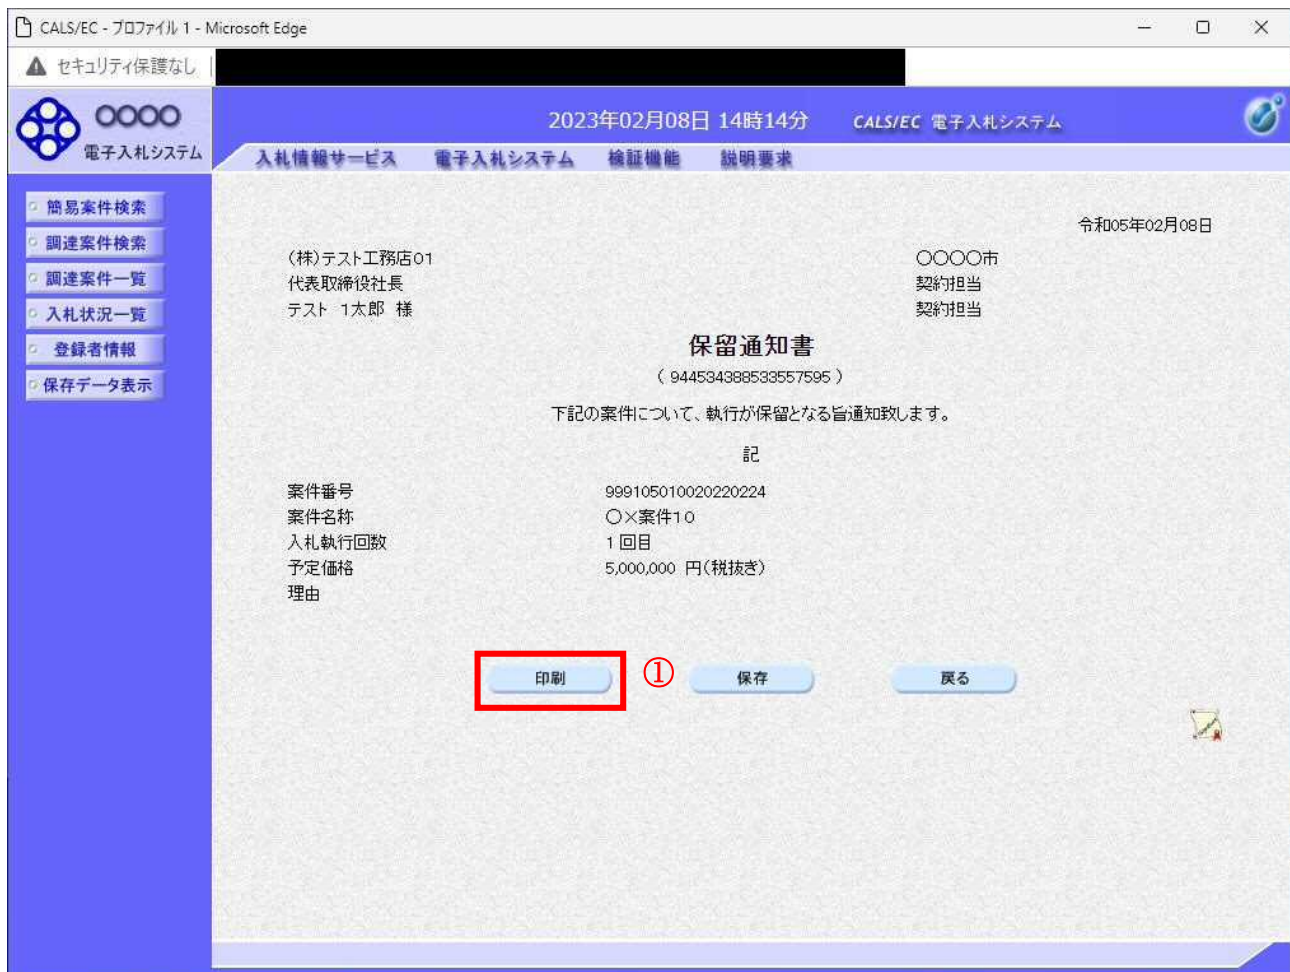 CALS/EC - プロファイル 1 - Microsoft Edge
セキュリティ保護なし
〇〇〇〇
電子入札システム
2023年02月08日 14時14分
CALS/EC 電子入札システム
入札情報サービス 電子入札システム 検証機能 説明要求
簡易案件検索
調達案件検索
調達案件一覧
入札状況一覧
登録者情報
保存データ表示
令和05年02月08日
(株)テスト工務店01
代表取締役社長
テスト 1太郎 様
〇〇〇〇市
契約担当
契約担当
保留通知書
( 944534388533557595 )
下記の案件について、執行が保留となる旨通知致します。
記
案件番号 999105010020220224
案件名称 〇×案件10
入札執行回数 1回目
予定価格 5,000,000 円(税抜き)
理由
印刷 ① 保存 戻る